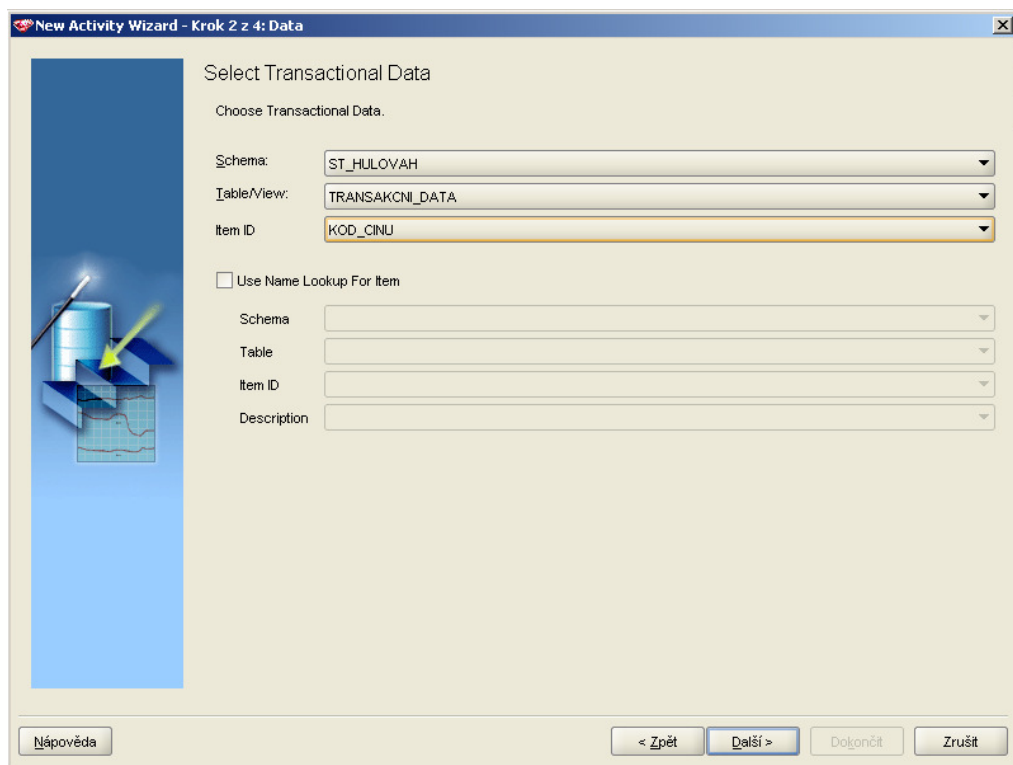 New Activity Wizard - Krok 2 z 4: Data
Select Transactional Data
Choose Transactional Data.
Schema: ST_HULOVAH
Table/View: TRANSAKCNI_DATA
Item ID KOD_CINU
Use Name Lookup For Item
Schema
Table
Item ID
Description
Nápověda < Zpět Další > Dokončit Zrušit